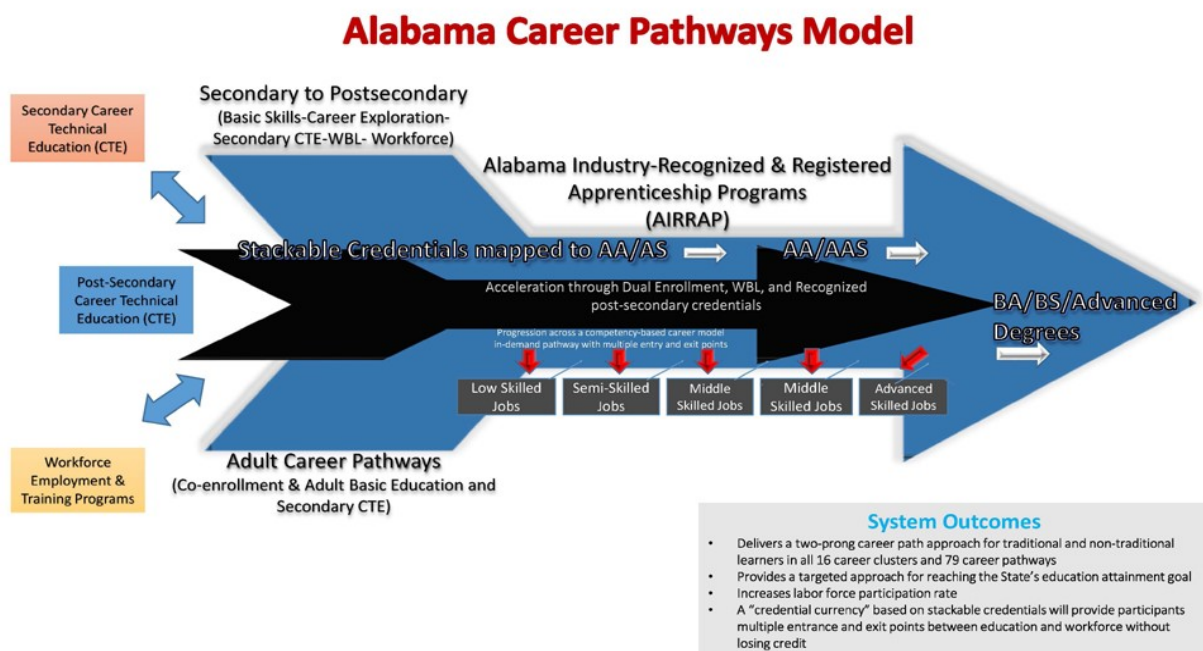 Alabama Career Pathways Model
Secondary Career
Technical
Education (CTE)
Secondary to Postsecondary
(Basic Skills-Career Exploration-
Secondary CTE-WBL- Workforce)
Alabama Industry-Recognized & Registered
Apprenticeship Programs
(AIRRAP)
Stackable Credentials mapped to AA/AS
AA/AAS
Post-Secondary
Career Technical
Education (CTE)
Acceleration through Dual Enrollment, WBL, and Recognized
post-secondary credentials
BA/BS/Advanced
Degrees
Progression across a competency-based career model
in-demand pathway with multiple entry and exit points
Low Skilled
Jobs
Semi-Skilled
Jobs
Middle
Skilled Jobs
Middle
Skilled Jobs
Advanced
Skilled Jobs
Workforce
Employment &
Training Programs
Adult Career Pathways
(Co-enrollment & Adult Basic Education and
Secondary CTE)
System Outcomes
• Delivers a two-prong career path approach for traditional and non-traditional
learners in all 16 career clusters and 79 career pathways
• Provides a targeted approach for reaching the State's education attainment goal
• Increases labor force participation rate
• A "credential currency" based on stackable credentials will provide participants
multiple entrance and exit points between education and workforce without
losing credit